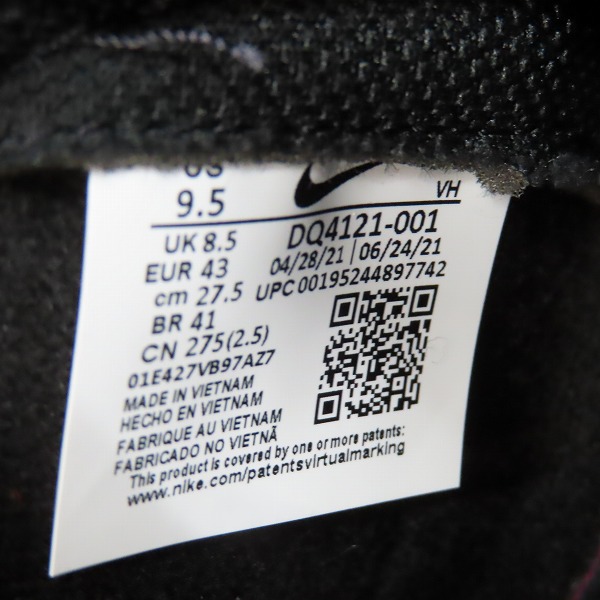 US
9.5
VH
UK 8.5
EUR 43
cm 27.5
BR 41
CN 275(2.5)
DQ4121-001
04/28/21 | 06/24/21
UPC 00195244897742
01E427VB97AZ7
MADE IN VIETNAM
HECHO EN VIETNAM
FABRIQUE AU VIETNAM
FABRICADO NO VIETNÃ
This product is covered by one or more patents:
www.nike.com/patentsvirtualmarking